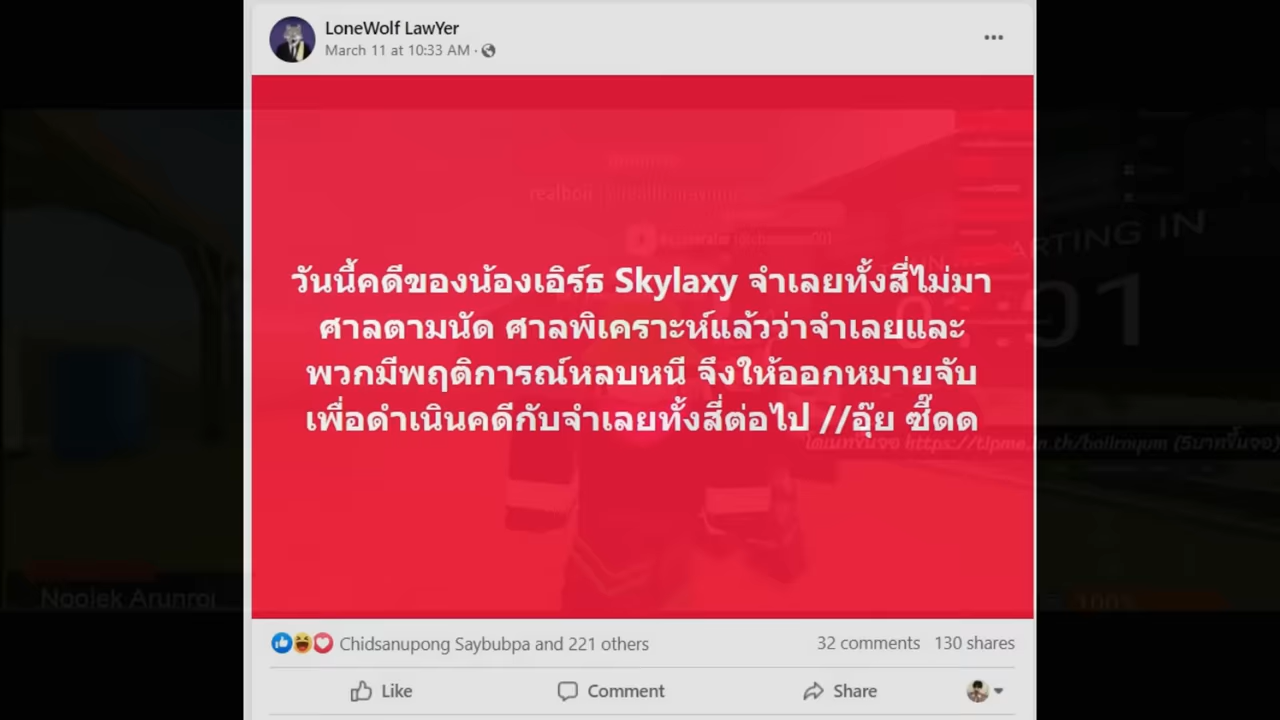 LoneWolf LawYer
March 11 at 10:33 AM ·
วันนี้คดีของน้องเอิร์ธ Skylaxy จำเลยทั้งสี่ไม่มา
ศาลตามนัด ศาลพิเคราะห์แล้วว่าจำเลยและ
พวกมีพฤติการณ์หลบหนี จึงให้ออกหมายจับ
เพื่อดำเนินคดีกับจำเลยทั้งสี่ต่อไป //อุ๊ย ซี๊ดด
ARTING IN
:01
Noolek Arunroj
100%
Chidsanupong Saybubpa and 221 others
32 comments 130 shares
Like Comment Share